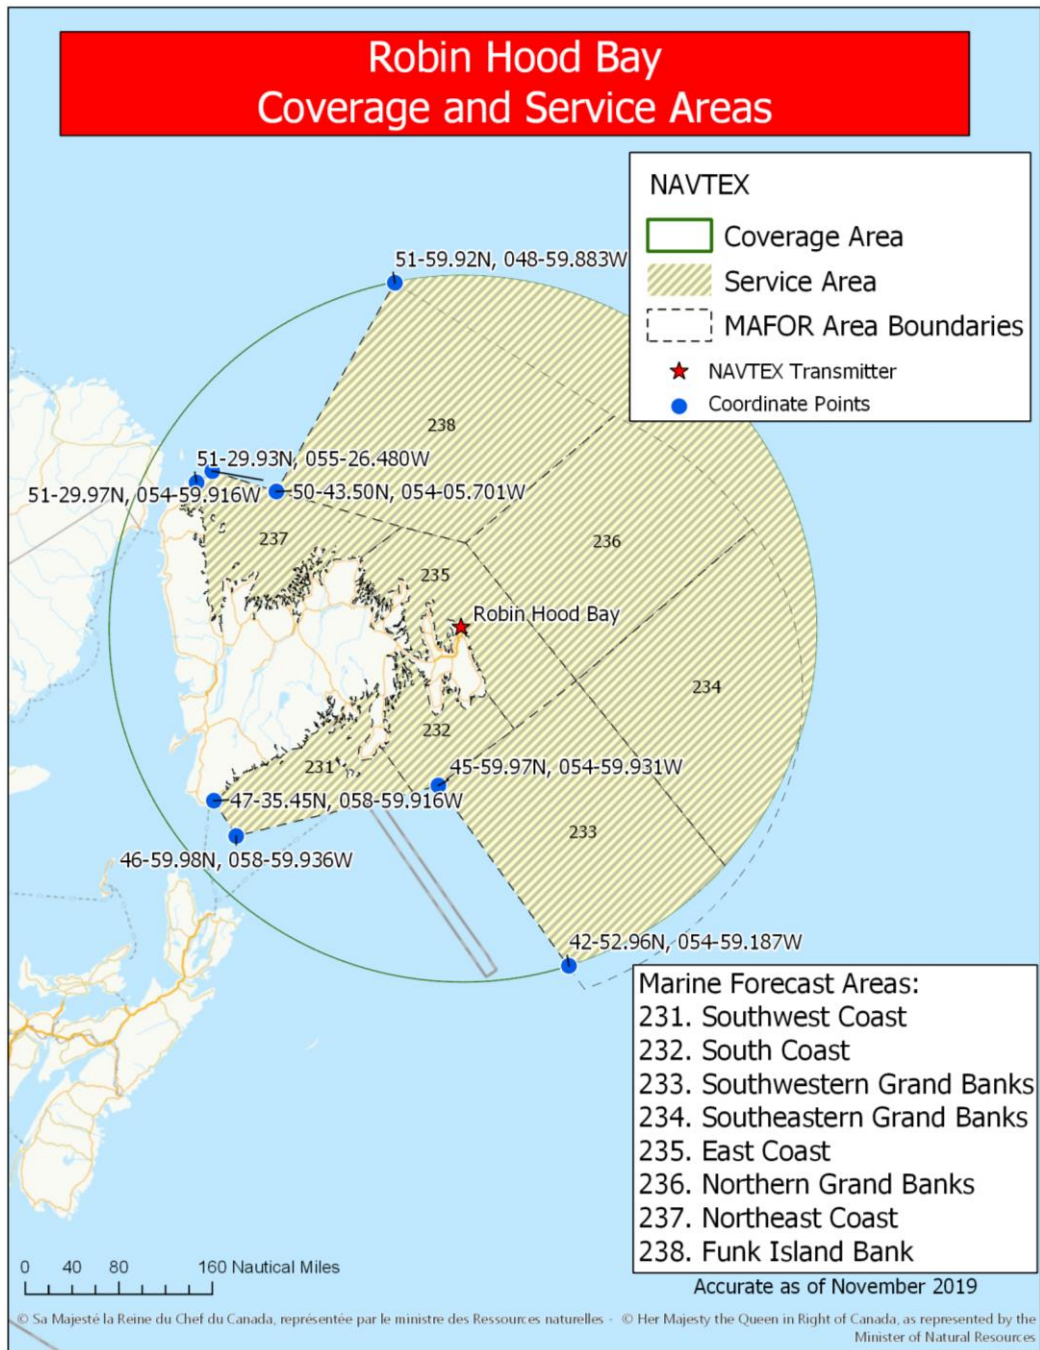 Robin Hood Bay
Coverage and Service Areas
NAVTEX
Coverage Area
Service Area
MAFOR Area Boundaries
NAVTEX Transmitter
Coordinate Points
51-59.92N, 048-59.883W
238
51-29.93N, 055-26.480W
51-29.97N, 054-59.916W
50-43.50N, 054-05.701W
237
236
235
Robin Hood Bay
234
232
231
45-59.97N, 054-59.931W
47-35.45N, 058-59.916W
233
46-59.98N, 058-59.936W
42-52.96N, 054-59.187W
Marine Forecast Areas:
231. Southwest Coast
232. South Coast
233. Southwestern Grand Banks
234. Southeastern Grand Banks
235. East Coast
236. Northern Grand Banks
237. Northeast Coast
238. Funk Island Bank
0 40 80 160 Nautical Miles
Accurate as of November 2019
© Sa Majesté la Reine du Chef du Canada, représentée par le ministre des Ressources naturelles · © Her Majesty the Queen in Right of Canada, as represented by the
Minister of Natural Resources